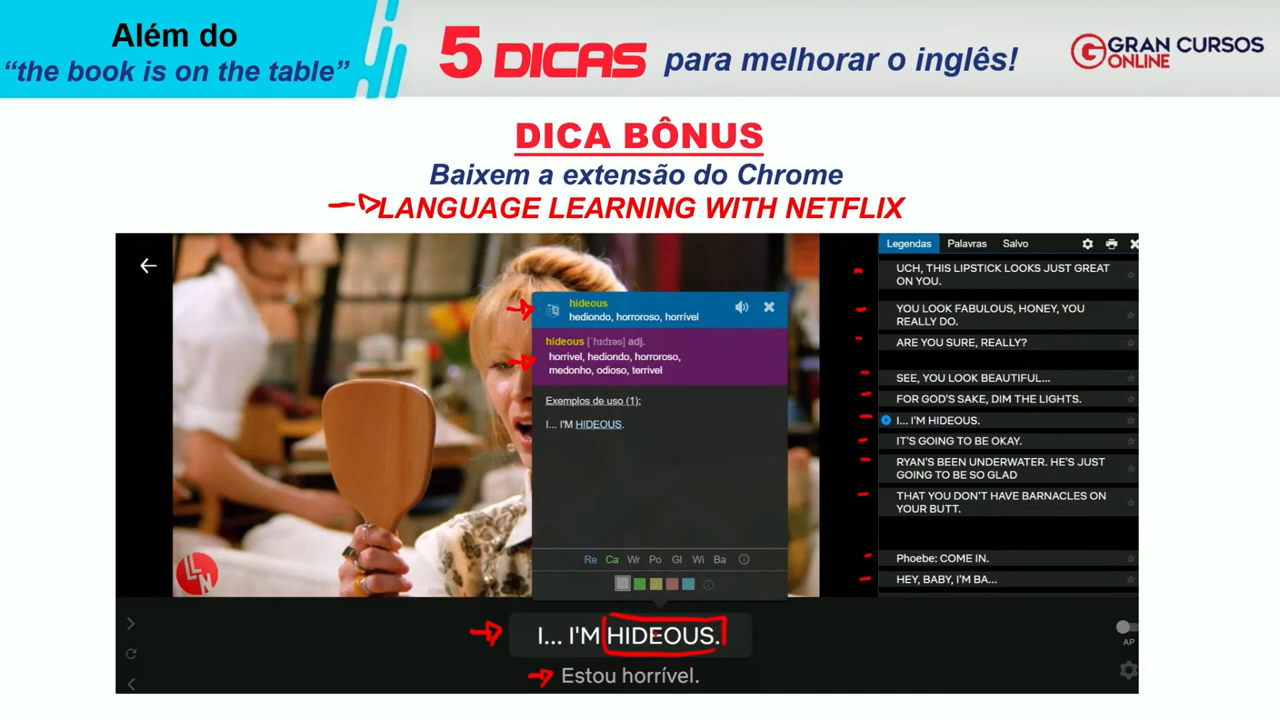 Além do
“the book is on the table”
5 DICAS para melhorar o inglês!
GRAN CURSOS
ONLINE
DICA BÔNUS
Baixem a extensão do Chrome
LANGUAGE LEARNING WITH NETFLIX
Legendas Palavras Salvo
UCH, THIS LIPSTICK LOOKS JUST GREAT
ON YOU.
YOU LOOK FABULOUS, HONEY, YOU
REALLY DO.
ARE YOU SURE, REALLY?
SEE, YOU LOOK BEAUTIFUL...
FOR GOD'S SAKE, DIM THE LIGHTS.
I... I'M HIDEOUS.
IT'S GOING TO BE OKAY.
RYAN'S BEEN UNDERWATER. HE'S JUST
GOING TO BE SO GLAD
THAT YOU DON'T HAVE BARNACLES ON
YOUR BUTT.
Phoebe: COME IN.
HEY, BABY, I'M BA...
hideous
hediondo, horroroso, horrível
hideous [ˈhɪdɪəs] adj.
horrivel, hediondo, horroroso,
medonho, odioso, terrivel
Exemplos de uso (1):
I... I'M HIDEOUS.
Re Ca Wr Po Gl Wi Ba
LLN
I... I'M HIDEOUS.
Estou horrível.
AP